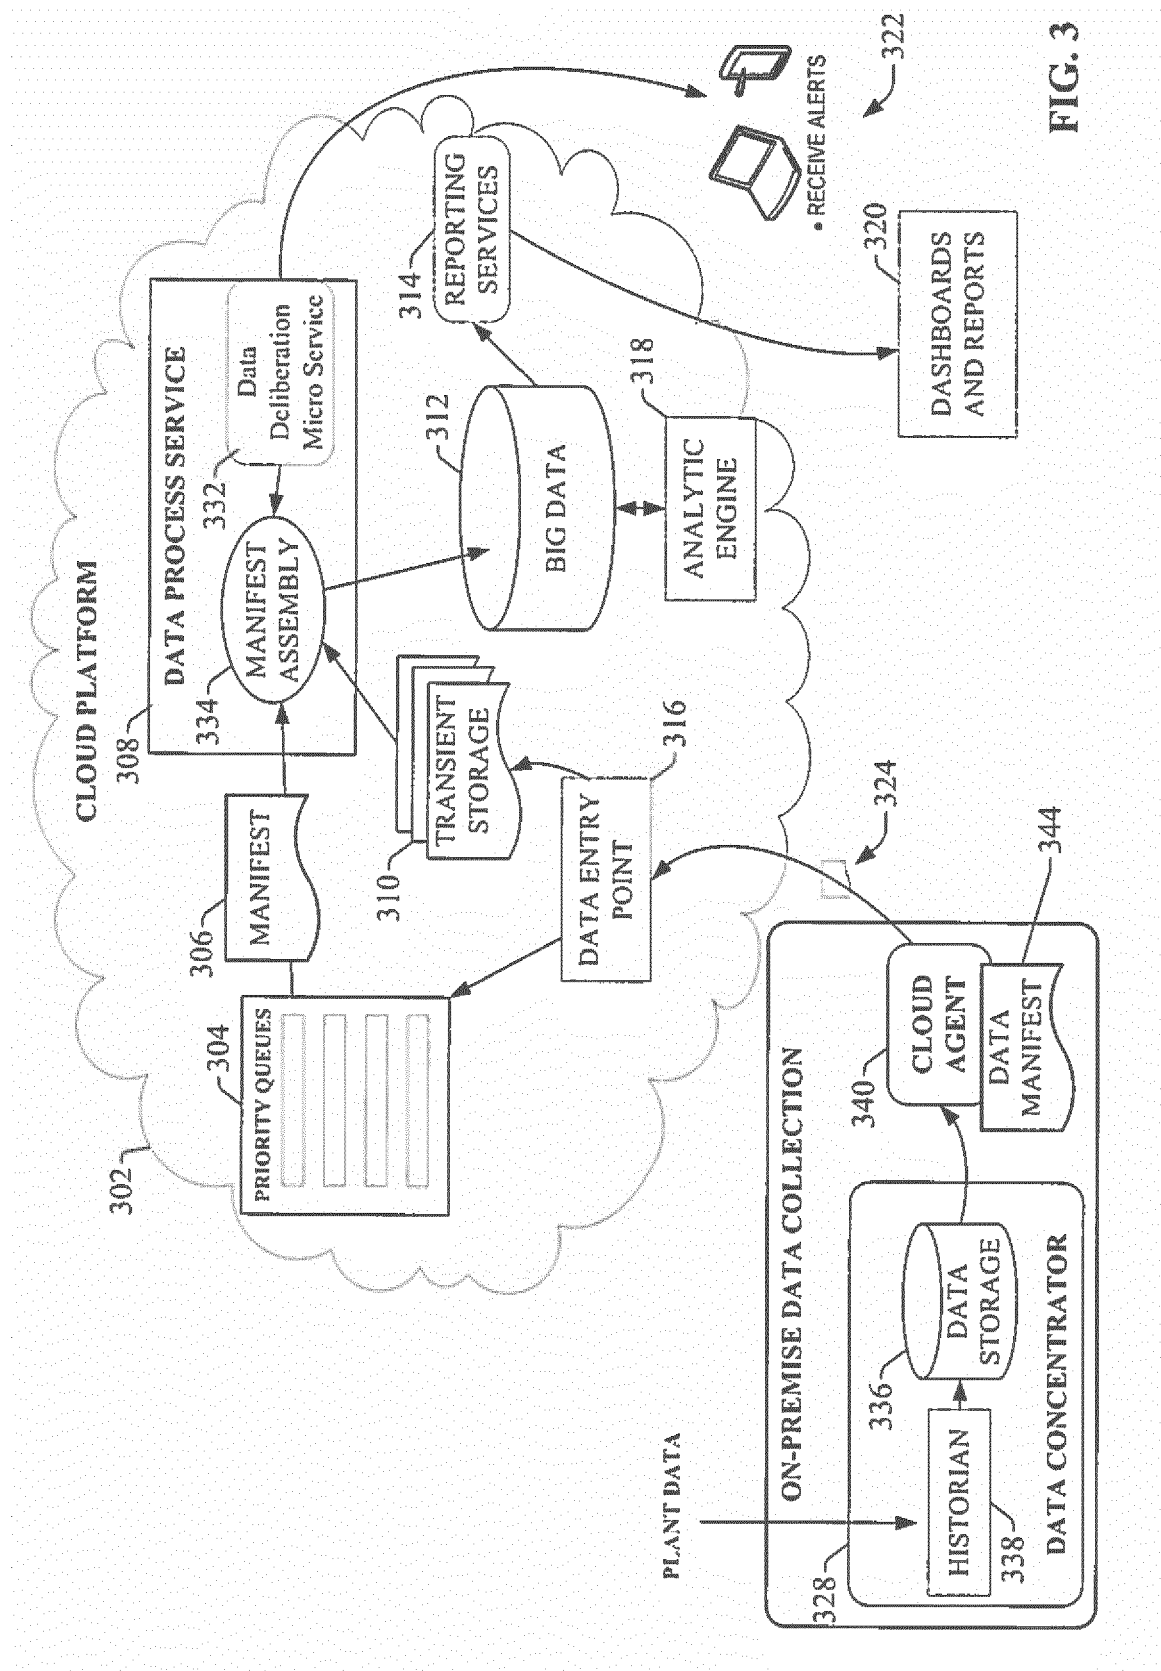 CLOUD PLATFORM
302
308
DATA PROCESS SERVICE
304
PRIORITY QUEUES
306
MANIFEST
334
MANIFEST
ASSEMBLY
332
Data
Deliberation
Micro Service
310
TRANSIENT
STORAGE
312
BIG DATA
314
REPORTING
SERVICES
316
DATA ENTRY
POINT
318
ANALYTIC
ENGINE
• RECEIVE ALERTS
322
320
DASHBOARDS
AND REPORTS
324
PLANT DATA
ON-PREMISE DATA COLLECTION
328
HISTORIAN
338
336
DATA
STORAGE
DATA CONCENTRATOR
340
CLOUD
AGENT
DATA
MANIFEST
344
FIG. 3